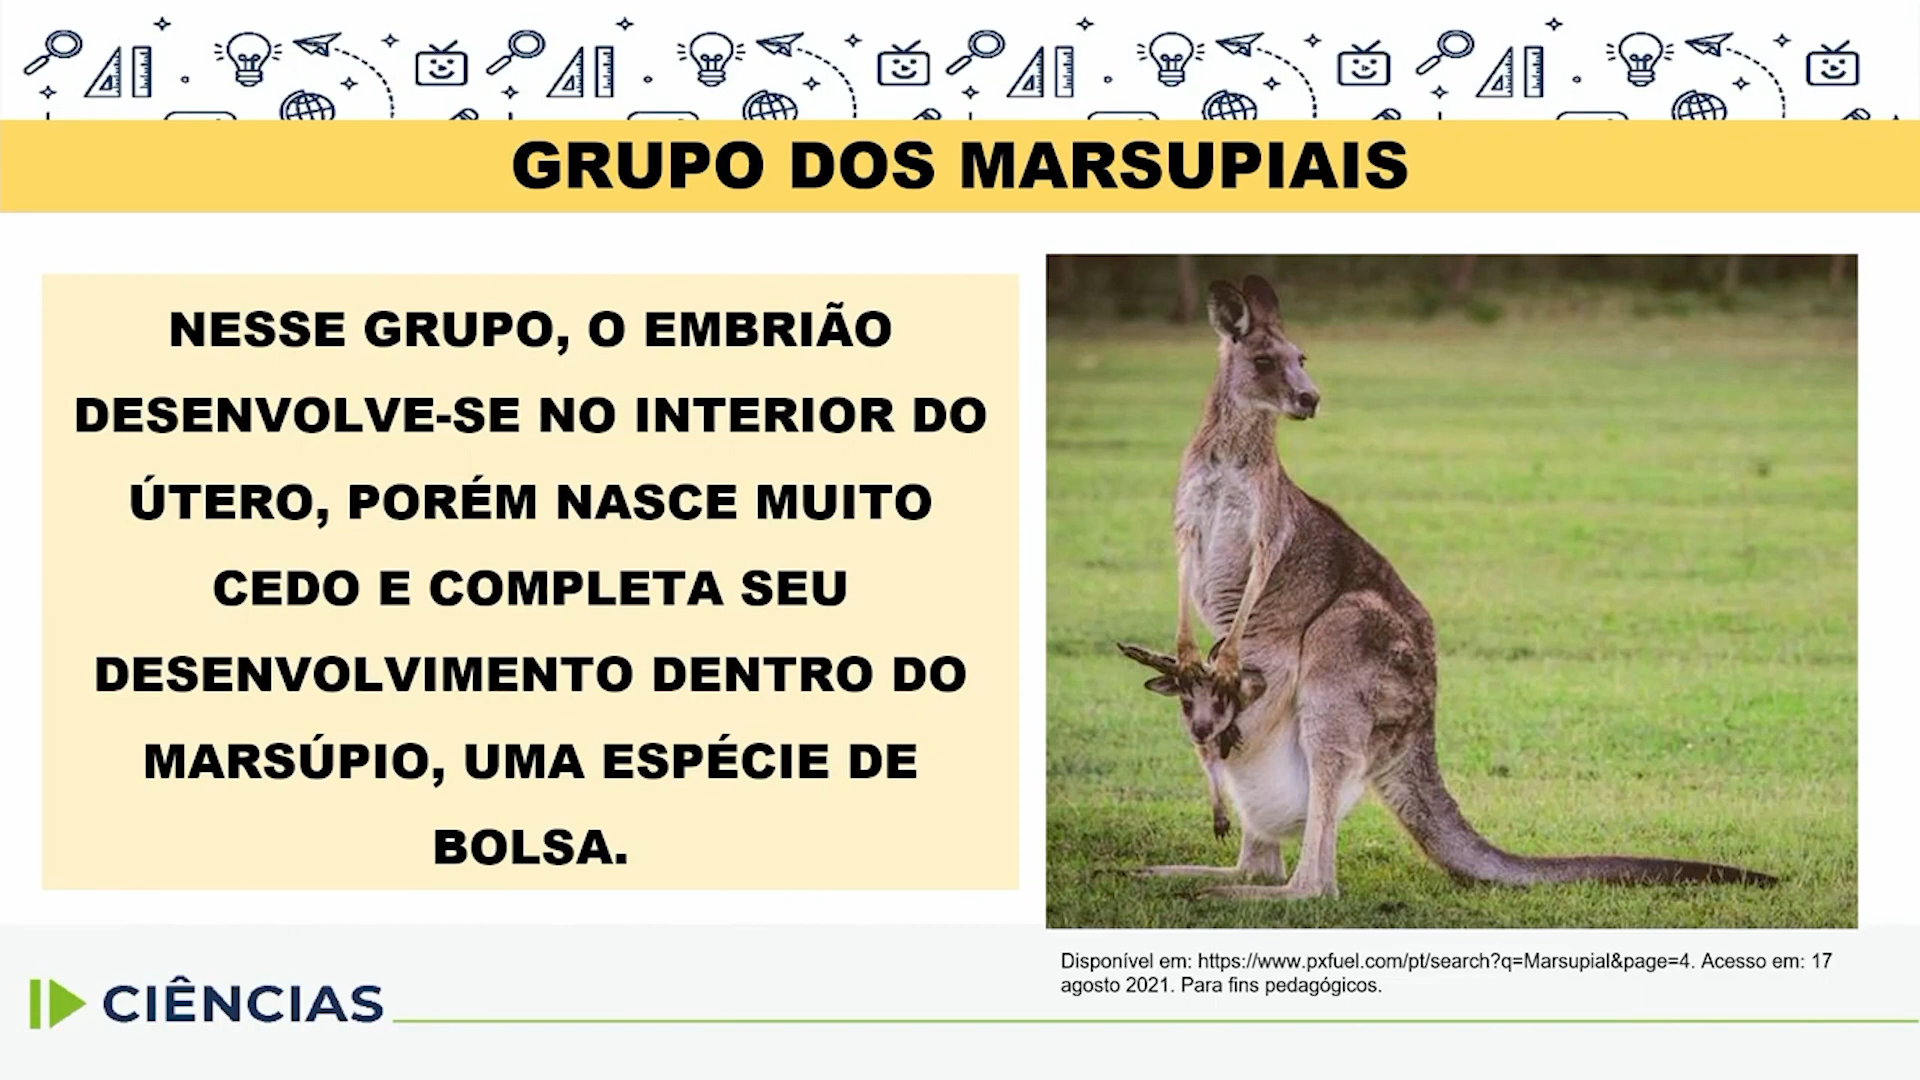 GRUPO DOS MARSUPIAIS
NESSE GRUPO, O EMBRIÃO
DESENVOLVE-SE NO INTERIOR DO
ÚTERO, PORÉM NASCE MUITO
CEDO E COMPLETA SEU
DESENVOLVIMENTO DENTRO DO
MARSÚPIO, UMA ESPÉCIE DE
BOLSA.
Disponível em: https://www.pxfuel.com/pt/search?q=Marsupial&page=4. Acesso em: 17
agosto 2021. Para fins pedagógicos.
CIÊNCIAS